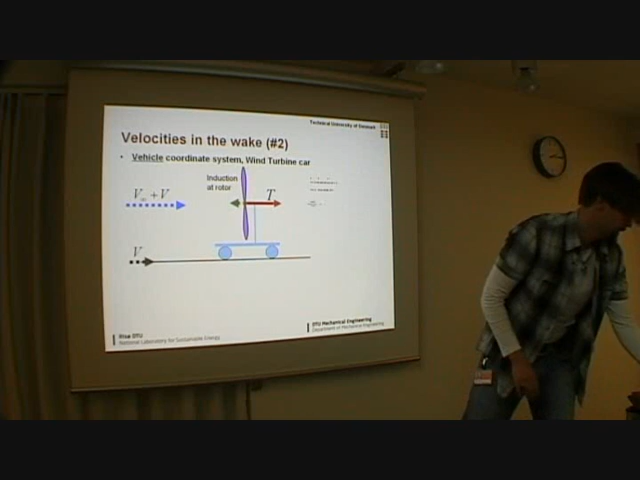 Technical University of Denmark
DTU
Velocities in the wake (#2)
• Vehicle coordinate system, Wind Turbine car
Induction
at rotor
T
V∞ + V
V
Risø DTU
National Laboratory for Sustainable Energy
DTU Mechanical Engineering
Department of Mechanical Engineering